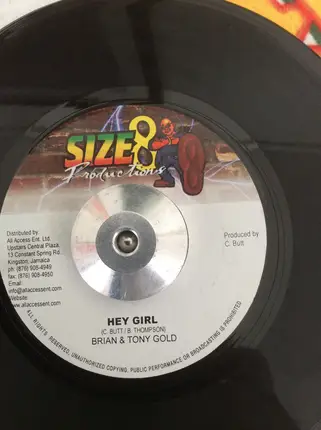 SIZE 8
Productions
Distributed by
All Access Ent. Ltd.
Upstairs Central Plaza,
13 Constant Spring Rd.
Kingston, Jamaica
ph (876) 905-4949
fax: (876) 908-4950
Email:
info@allaccessent.com
Website:
www.allaccessent.com
Produced by
C. Butt
HEY GIRL
(C. BUTT / B. THOMPSON)
BRIAN & TONY GOLD
ALL RIGHTS RESERVED, UNAUTHORIZED COPYING, PUBLIC PERFORMANCE, OR BROADCASTING IS PROHIBITED